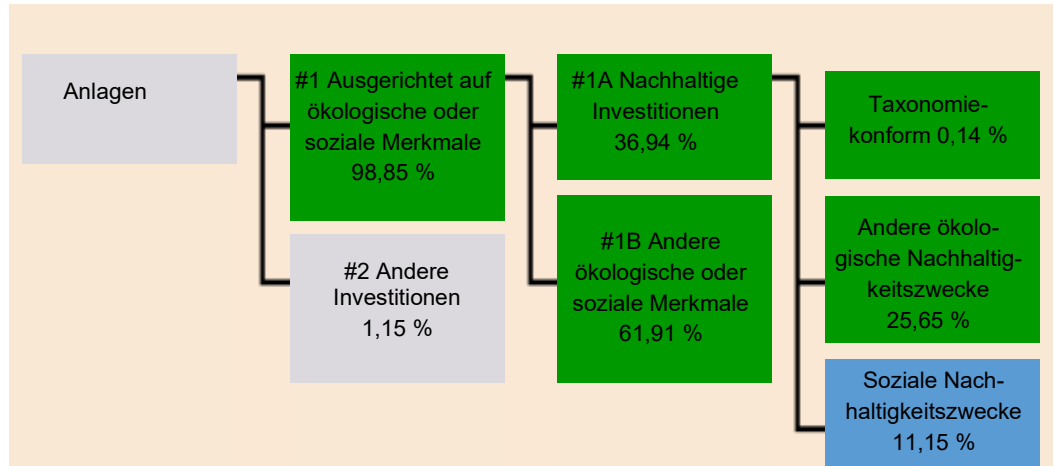 Anlagen
#1 Ausgerichtet auf
ökologische oder
soziale Merkmale
98,85 %
#2 Andere
Investitionen
1,15 %
#1A Nachhaltige
Investitionen
36,94 %
#1B Andere
ökologische oder
soziale Merkmale
61,91 %
Taxonomie-
konform 0,14 %
Andere ökolo-
gische Nachhaltig-
keitszwecke
25,65 %
Soziale Nach-
haltigkeitszwecke
11,15 %